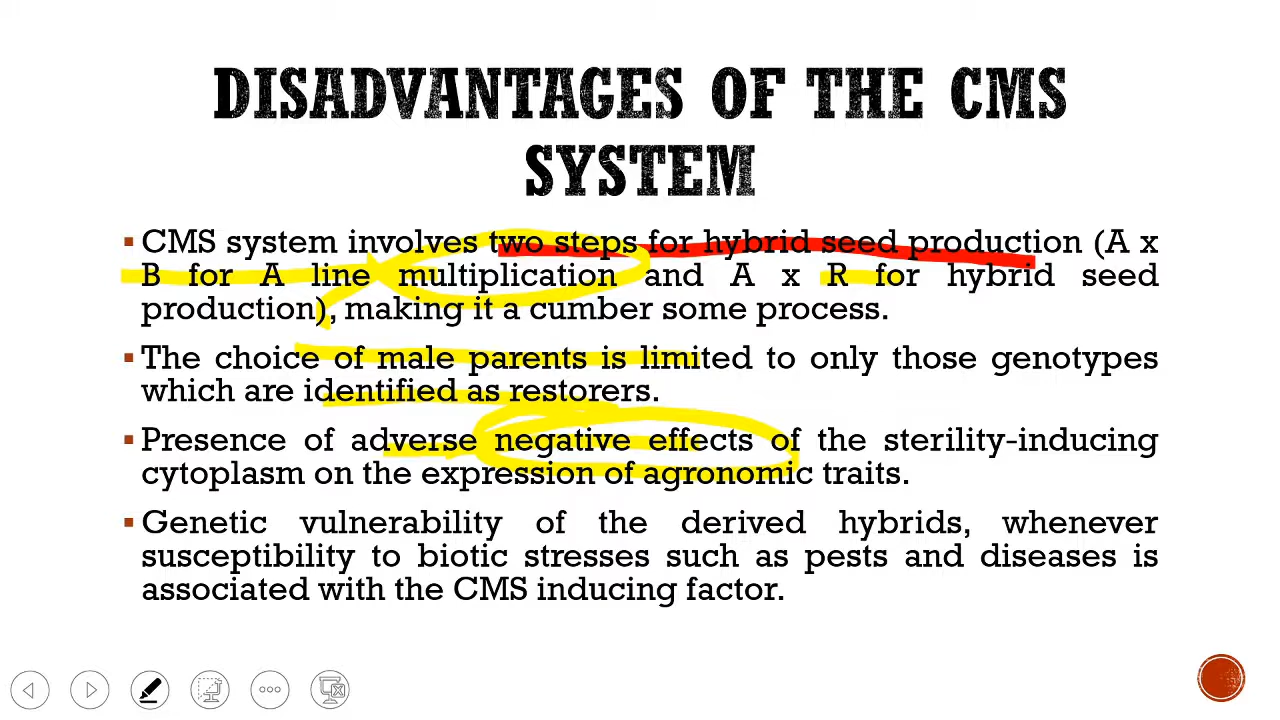 DISADVANTAGES OF THE CMS
SYSTEM
▪ CMS system involves two steps for hybrid seed production (A x
B for A line multiplication and A x R for hybrid seed
production), making it a cumber some process.
▪ The choice of male parents is limited to only those genotypes
which are identified as restorers.
▪ Presence of adverse negative effects of the sterility-inducing
cytoplasm on the expression of agronomic traits.
▪ Genetic vulnerability of the derived hybrids, whenever
susceptibility to biotic stresses such as pests and diseases is
associated with the CMS inducing factor.